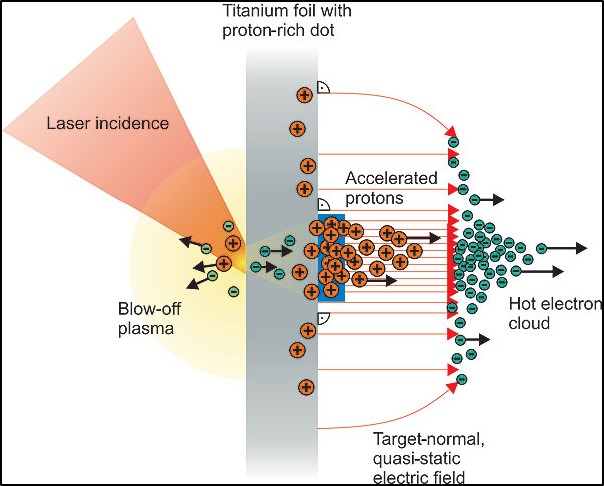 Titanium foil with
proton-rich dot
Laser incidence
Accelerated
protons
Blow-off
plasma
Hot electron
cloud
Target-normal,
quasi-static
electric field